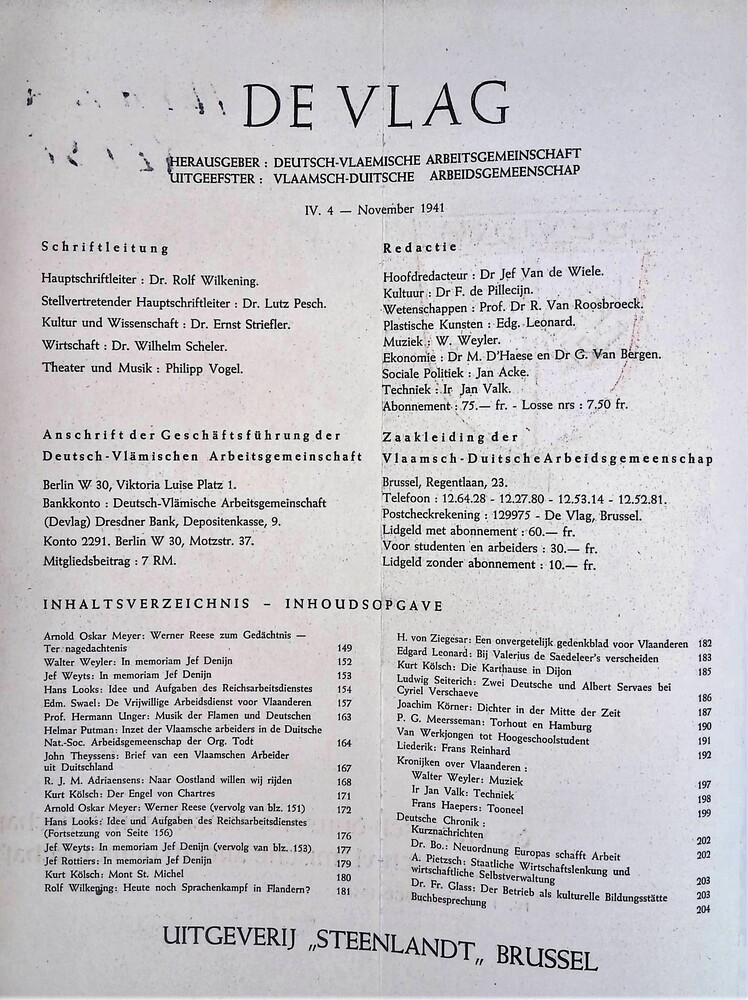 DE VLAG
HERAUSGEBER : DEUTSCH-VLAEMISCHE ARBEITSGEMEINSCHAFT
UITGEEFSTER : VLAAMSCH-DUITSCHE ARBEIDSGEMEENSCHAP
IV. 4 — November 1941
Schriftleitung
Hauptschriftleiter : Dr. Rolf Wilkening.
Stellvertretender Hauptschriftleiter : Dr. Lutz Pesch.
Kultur und Wissenschaft : Dr. Ernst Striefler.
Wirtschaft : Dr. Wilhelm Scheler.
Theater und Musik : Philipp Vogel.
Redactie
Hoofdredacteur : Dr Jef Van de Wiele.
Kultuur : Dr F. de Pillecijn.
Wetenschappen : Prof. Dr R. Van Roosbroeck.
Plastische Kunsten : Edg. Leonard.
Muziek : W. Weyler.
Ekonomie : Dr M. D'Haese en Dr G. Van Bergen.
Sociale Politiek : Jan Acke.
Techniek : Ir Jan Valk.
Abonnement : 75.— fr. - Losse nrs : 7.50 fr.
Anschrift der Geschäftsführung der
Deutsch-Vlämischen Arbeitsgemeinschaft
Berlin W 30, Viktoria Luise Platz 1.
Bankkonto : Deutsch-Vlämische Arbeitsgemeinschaft
(Devlag) Dresdner Bank, Depositenkasse, 9.
Konto 2291. Berlin W 30, Motzstr. 37.
Mitgliedsbeitrag : 7 RM.
Zaakleiding der
Vlaamsch-Duitsche Arbeidsgemeenschap
Brussel, Regentlaan, 23.
Telefoon : 12.64.28 - 12.27.80 - 12.53.14 - 12.52.81.
Postcheckrekening : 129975 - De Vlag, Brussel.
Lidgeld met abonnement : 60.— fr.
Voor studenten en arbeiders : 30.— fr.
Lidgeld zonder abonnement : 10.— fr.
INHALTSVERZEICHNIS – INHOUDSOPGAVE
Arnold Oskar Meyer: Werner Reese zum Gedächtnis —
Ter nagedachtenis 149
Walter Weyler: In memoriam Jef Denijn 152
Jef Weyts: In memoriam Jef Denijn 153
Hans Looks: Idee und Aufgaben des Reichsarbeitsdienstes 154
Edm. Swael: De Vrijwillige Arbeidsdienst voor Vlaanderen 157
Prof. Hermann Unger: Musik der Flamen und Deutschen 163
Helmar Putman: Inzet der Vlaamsche arbeiders in de Duitsche
Nat.-Soc. Arbeidsgemeenschap der Org. Todt 164
John Theyssens: Brief van een Vlaamschen Arbeider
uit Duitschland 167
R. J. M. Adriaensens: Naar Oostland willen wij rijden 168
Kurt Kölsch: Der Engel von Chartres 171
Arnold Oskar Meyer: Werner Reese (vervolg van blz. 151) 172
Hans Looks: Idee und Aufgaben des Reichsarbeitsdienstes
(Fortsetzung von Seite 156) 176
Jef Weyts: In memoriam Jef Denijn (vervolg van blz. 153) 177
Jef Rottiers: In memoriam Jef Denijn 179
Kurt Kölsch: Mont St. Michel 180
Rolf Wilkening: Heute noch Sprachenkampf in Flandern? 181
H. von Ziegesar: Een onvergetelijk gedenkblad voor Vlaanderen 182
Edgard Leonard: Bij Valerius de Saedeleer's verscheiden 183
Kurt Kölsch: Die Karthause in Dijon 185
Ludwig Seiterich: Zwei Deutsche und Albert Servaes bei
Cyriel Verschaeve 186
Joachim Körner: Dichter in der Mitte der Zeit 187
P. G. Meersseman: Torhout en Hamburg 190
Van Werkjongen tot Hoogeschoolstudent 191
Liederik: Frans Reinhard 192
Kronijken over Vlaanderen :
Walter Weyler: Muziek 197
Ir Jan Valk: Techniek 198
Frans Haepers: Tooneel 199
Deutsche Chronik :
Kurznachrichten 202
Dr. Bo.: Neuordnung Europas schafft Arbeit 202
A. Pietzsch: Staatliche Wirtschaftslenkung und
wirtschaftliche Selbstverwaltung 203
Dr. Fr. Glass: Der Betrieb als kulturelle Bildungsstätte 203
Buchbesprechung 204
UITGEVERIJ „STEENLANDT„ BRUSSEL